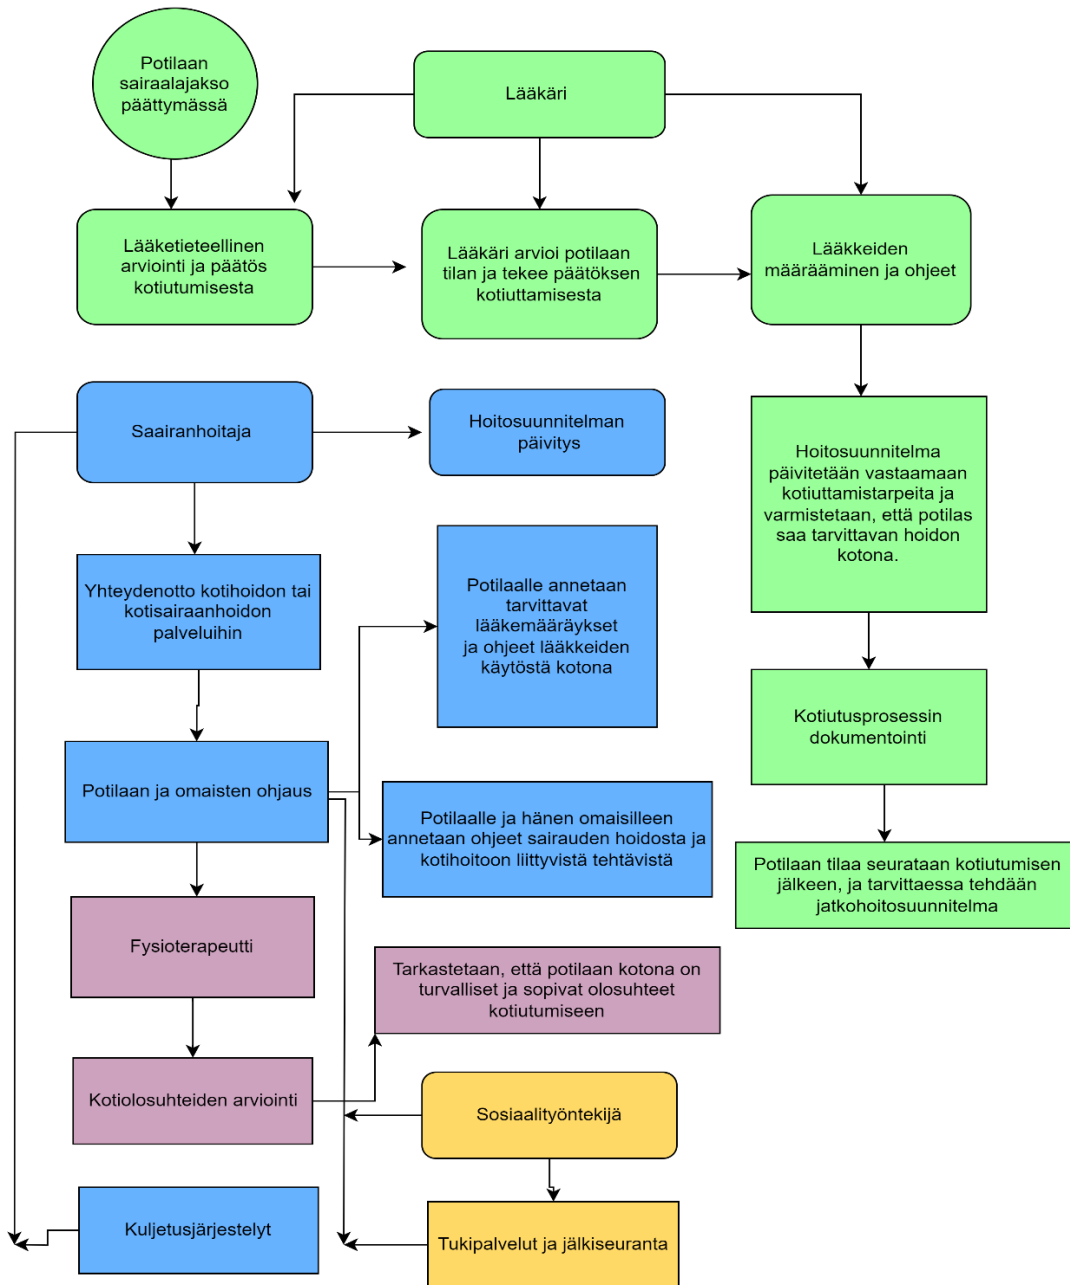 Potilaan
sairaalajakso
päättymässä
Lääkäri
Lääketieteellinen
arviointi ja päätös
kotiutumisesta
Lääkäri arvioi potilaan
tilan ja tekee päätöksen
kotiuttamisesta
Lääkkeiden
määrääminen ja ohjeet
Saairanhoitaja
Hoitosuunnitelman
päivitys
Hoitosuunnitelma
päivitetään vastaamaan
kotiuttamistarpeita ja
varmistetaan, että potilas
saa tarvittavan hoidon
kotona.
Yhteydenotto kotihoidon tai
kotisairaanhoidon
palveluihin
Potilaalle annetaan
tarvittavat
lääkemääräykset
ja ohjeet lääkkeiden
käytöstä kotona
Kotiutusprosessin
dokumentointi
Potilaan ja omaisten ohjaus
Potilaalle ja hänen omaisilleen
annetaan ohjeet sairauden hoidosta ja
kotihoitoon liittyvistä tehtävistä
Potilaan tilaa seurataan kotiutumisen
jälkeen, ja tarvittaessa tehdään
jatkohoitosuunnitelma
Fysioterapeutti
Tarkastetaan, että potilaan kotona on
turvalliset ja sopivat olosuhteet
kotiutumiseen
Kotiolosuhteiden arviointi
Sosiaalityöntekijä
Kuljetusjärjestelyt
Tukipalvelut ja jälkiseuranta